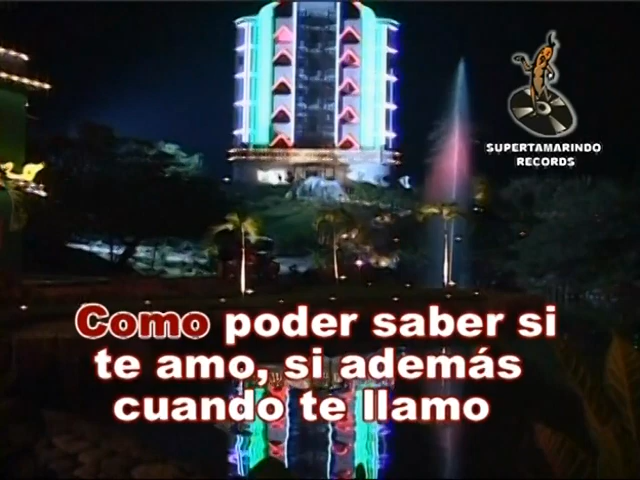 SUPERTAMARINDO
RECORDS
Como poder saber si
te amo, si además
cuando te llamo